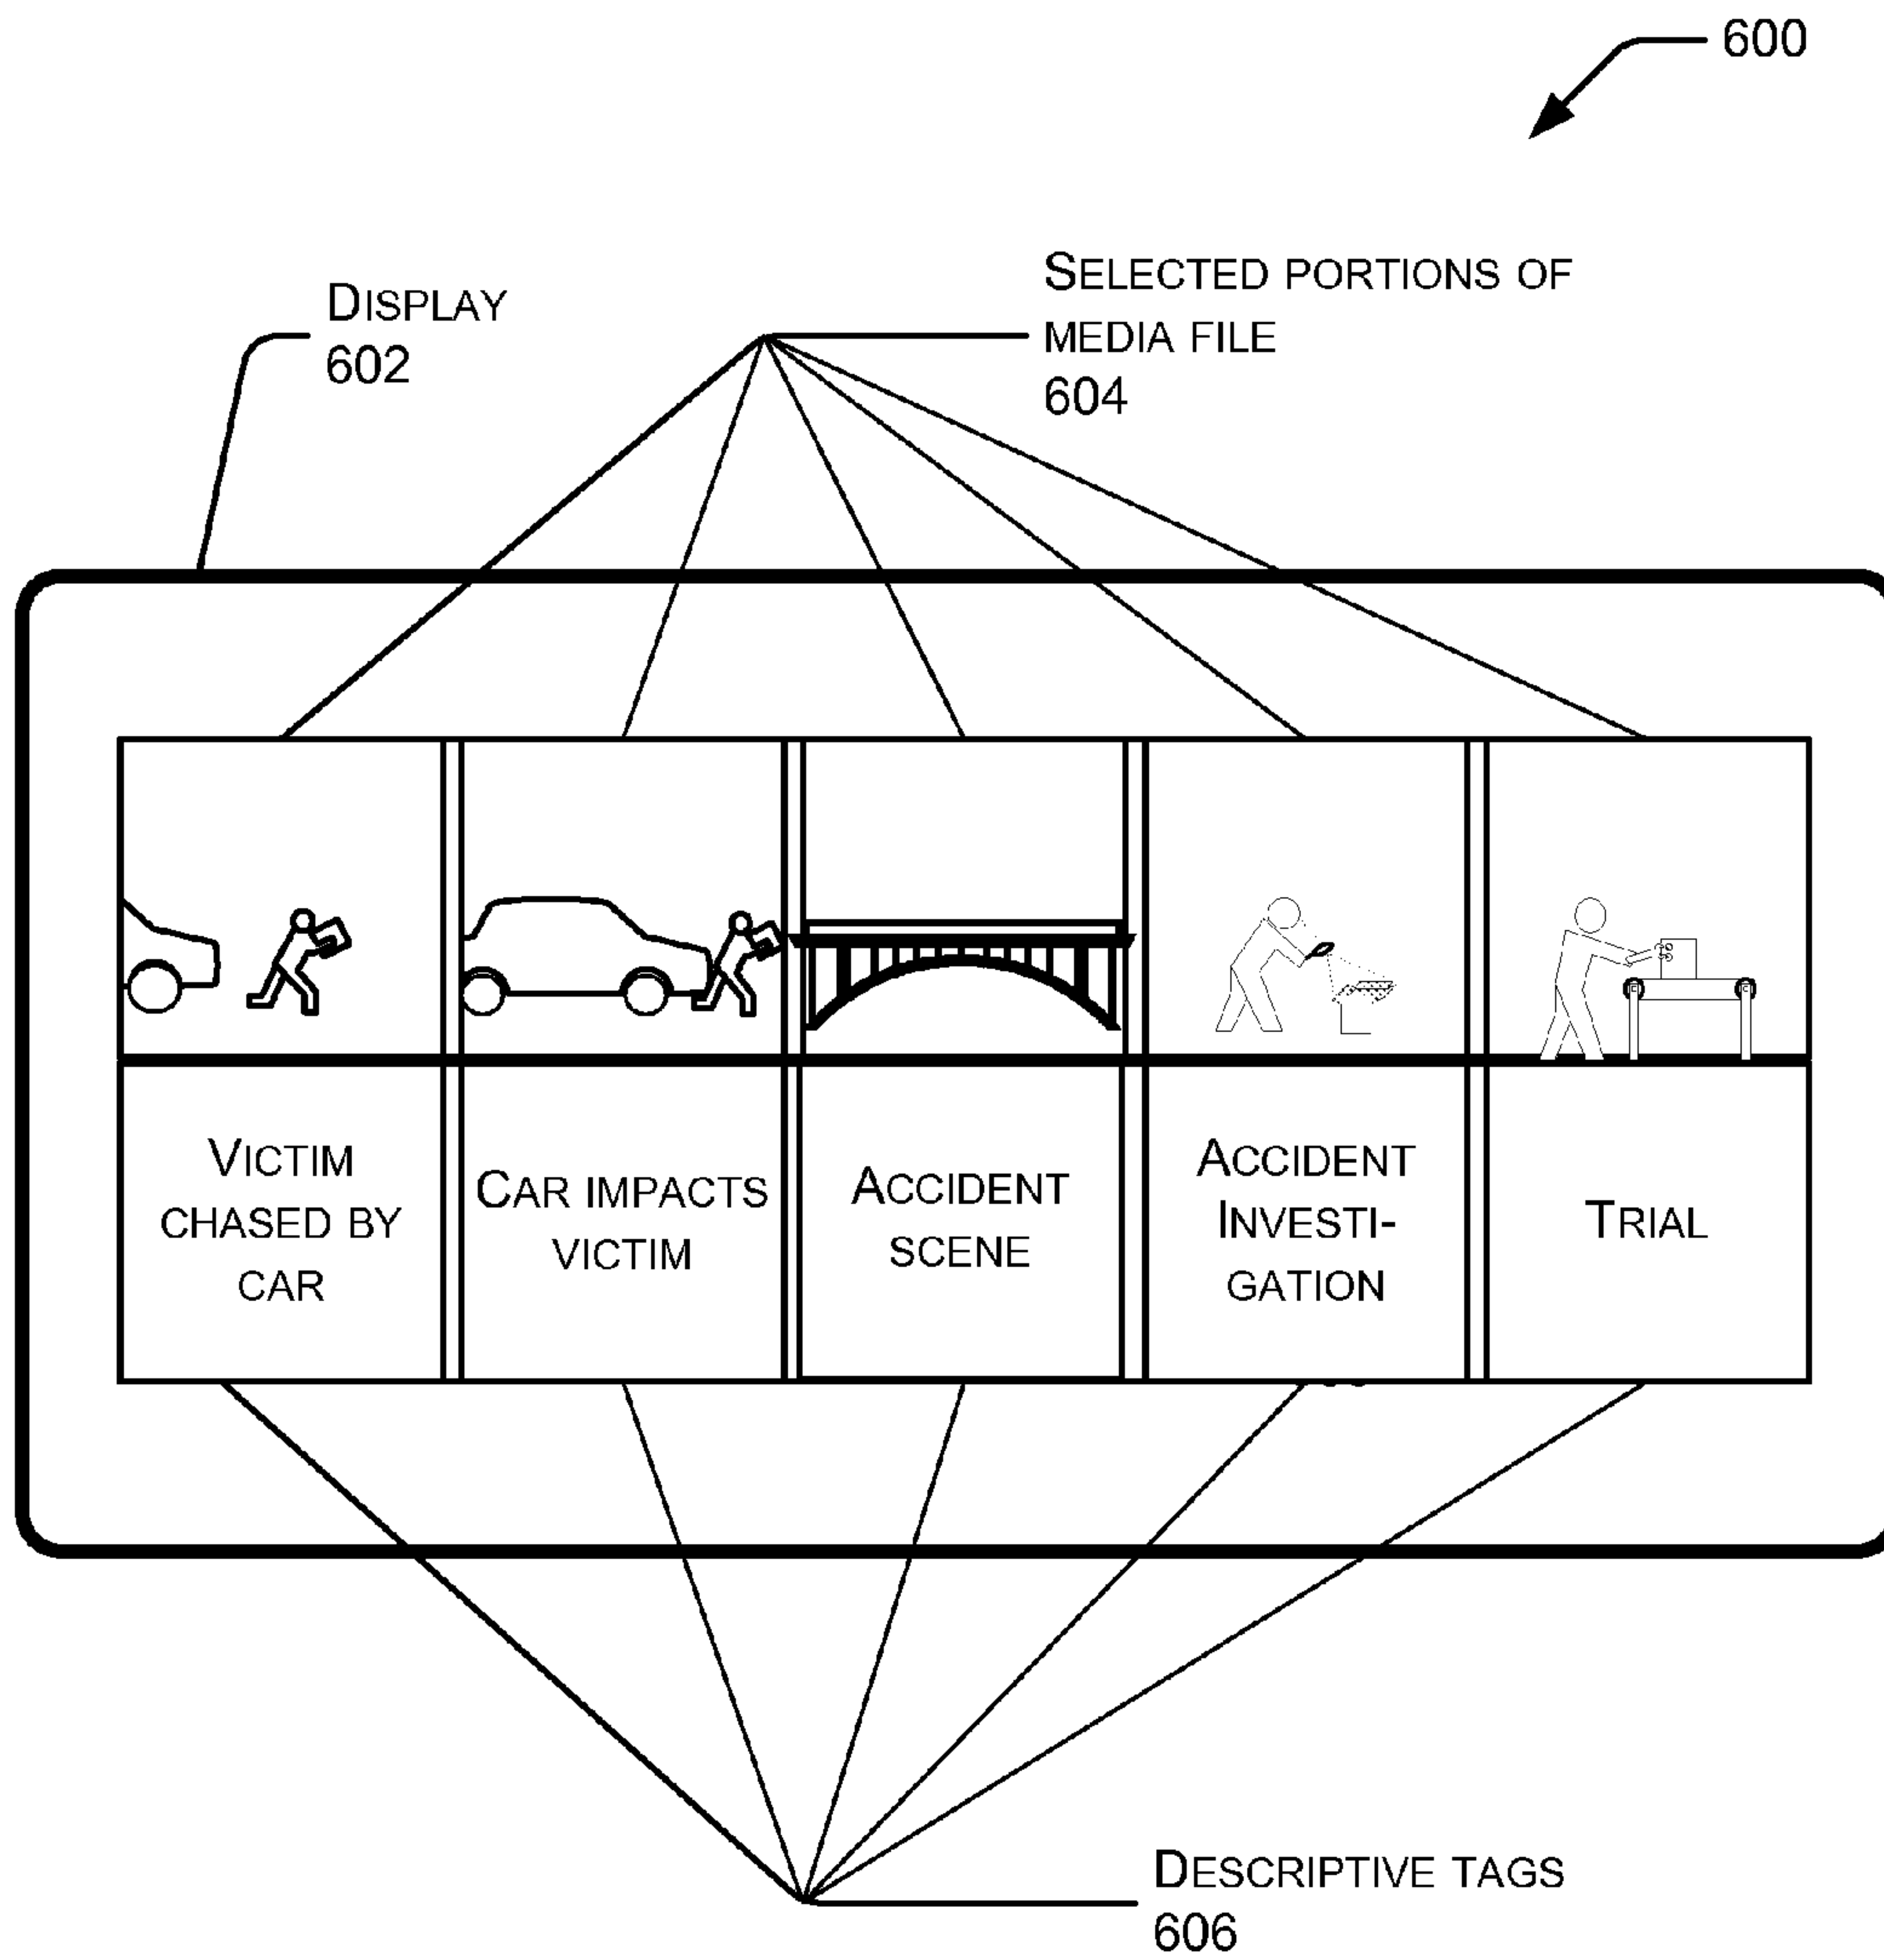 600
DISPLAY
602
SELECTED PORTIONS OF
MEDIA FILE
604
VICTIM
CHASED BY
CAR
CAR IMPACTS
VICTIM
ACCIDENT
SCENE
ACCIDENT
INVESTI-
GATION
TRIAL
DESCRIPTIVE TAGS
606